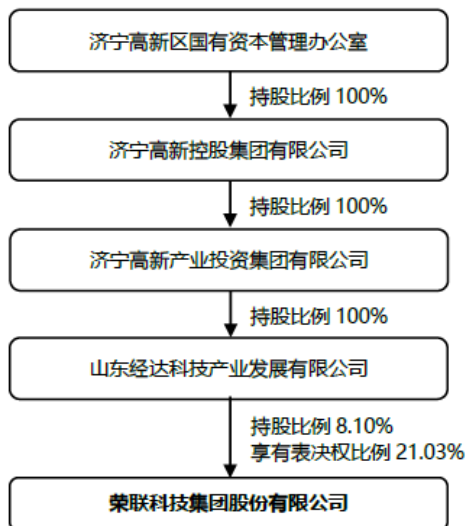 济宁高新区国有资本管理办公室
持股比例 100%
济宁高新控股集团有限公司
持股比例 100%
济宁高新产业投资集团有限公司
持股比例 100%
山东经达科技产业发展有限公司
持股比例 8.10%
享有表决权比例 21.03%
荣联科技集团股份有限公司